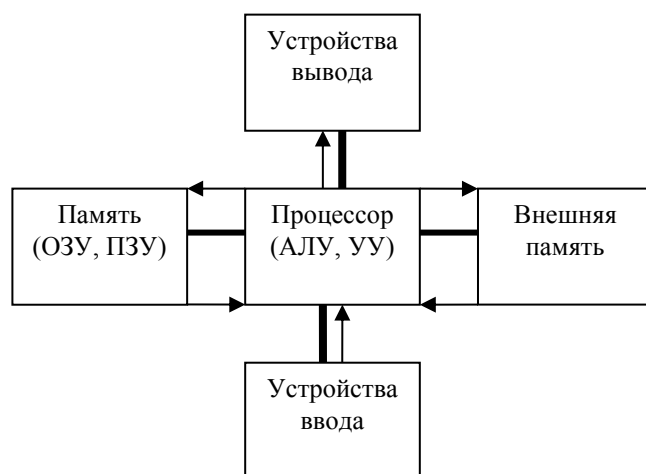 Устройства
вывода
Память
(ОЗУ, ПЗУ)
Процессор
(АЛУ, УУ)
Внешняя
память
Устройства
ввода